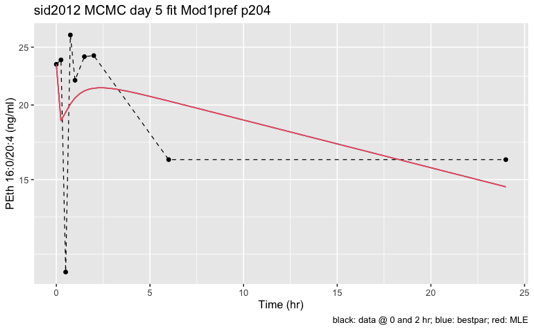 sid2012 MCMC day 5 fit Mod1pref p204
PEth 16:0/20:4 (ng/ml)
25
20
15
0
5
10
15
20
25
Time (hr)
black: data @ 0 and 2 hr; blue: bestpar; red: MLE